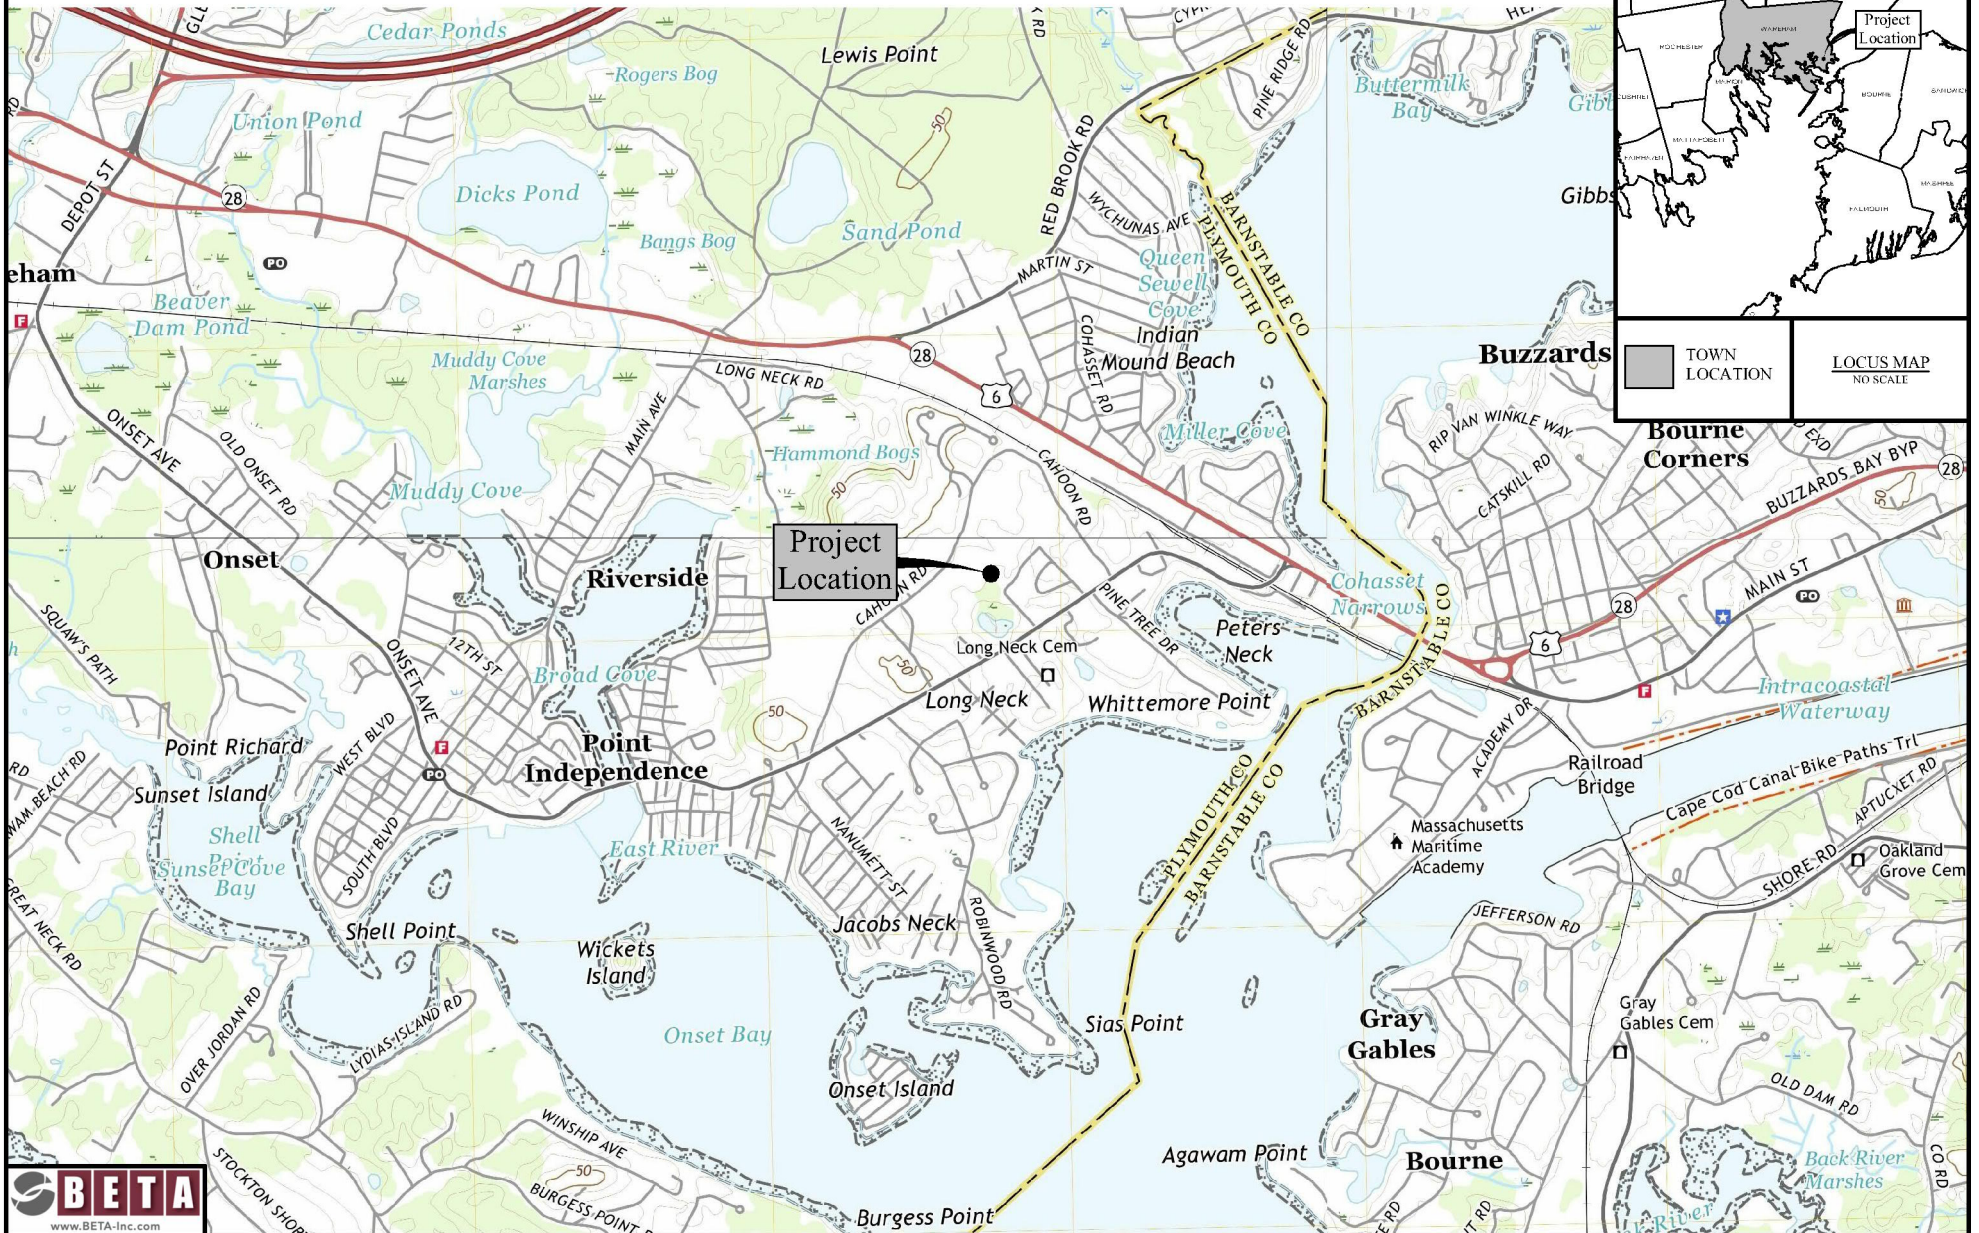 Cedar Ponds
Lewis Point
PINE RIDGE RD
Project
Location
WAREHAM
ROCHESTER
MARION
BOURNE
MATTAPOISETT
FAIRHAVEN
MASHPEE
FALMOUTH
Rogers Bog
Buttermilk
Bay
Union Pond
50
RED BROOK RD
DEPOT ST
28
Dicks Pond
WYCHUNAS AVE
BARNSTABLE CO
PLYMOUTH CO
Sand Pond
Bangs Bog
PO
MARTIN ST
Queen
Sewell
Cove
Beaver
Dam Pond
F
Indian
Mound Beach
COHASSET RD
Buzzards
TOWN
LOCATION
LOCUS MAP
NO SCALE
Muddy Cove
Marshes
LONG NECK RD
28
6
MAIN AVE
ONSET AVE
OLD ONSET RD
Hammond Bogs
Miller Cove
RIP VAN WINKLE WAY
Bourne
Corners
BUZZARDS BAY BYP
28
50
CAHOON RD
CATSKILL RD
Muddy Cove
50
Project
Location
Onset
Riverside
CAHOON RD
PINE TREE DR
Cohasset
Narrows
MAIN ST
PO
28
SQUAW'S PATH
12TH ST
ONSET AVE
Broad Cove
Long Neck Cem
50
Peters
Neck
6
BARNSTABLE CO
Intracoastal
Waterway
F
Long Neck
Whittemore Point
50
Point Richard
WEST BLVD
F
PO
Point
Independence
ACADEMY DR
Railroad
Bridge
Cape Cod Canal Bike Paths Trl
APTUCXET RD
Sunset Island
PLYMOUTH CO
BARNSTABLE CO
Shell
Point
Sunset Cove
Bay
SOUTH BLVD
East River
NANUMETT ST
Massachusetts
Maritime
Academy
SHORE RD
Oakland
Grove Cem
GREAT NECK RD
Shell Point
Wickets
Island
Jacobs Neck
ROBINWOOD RD
JEFFERSON RD
OVER JORDAN RD
LYDIAS ISLAND RD
Onset Bay
Sias Point
Gray
Gables
Gray
Gables Cem
Onset Island
OLD DAM RD
WINSHIP AVE
50
Agawam Point
Bourne
Back River
Marshes
CO RD
BURGESS POINT
Burgess Point
BETA
www.BETA-Inc.com